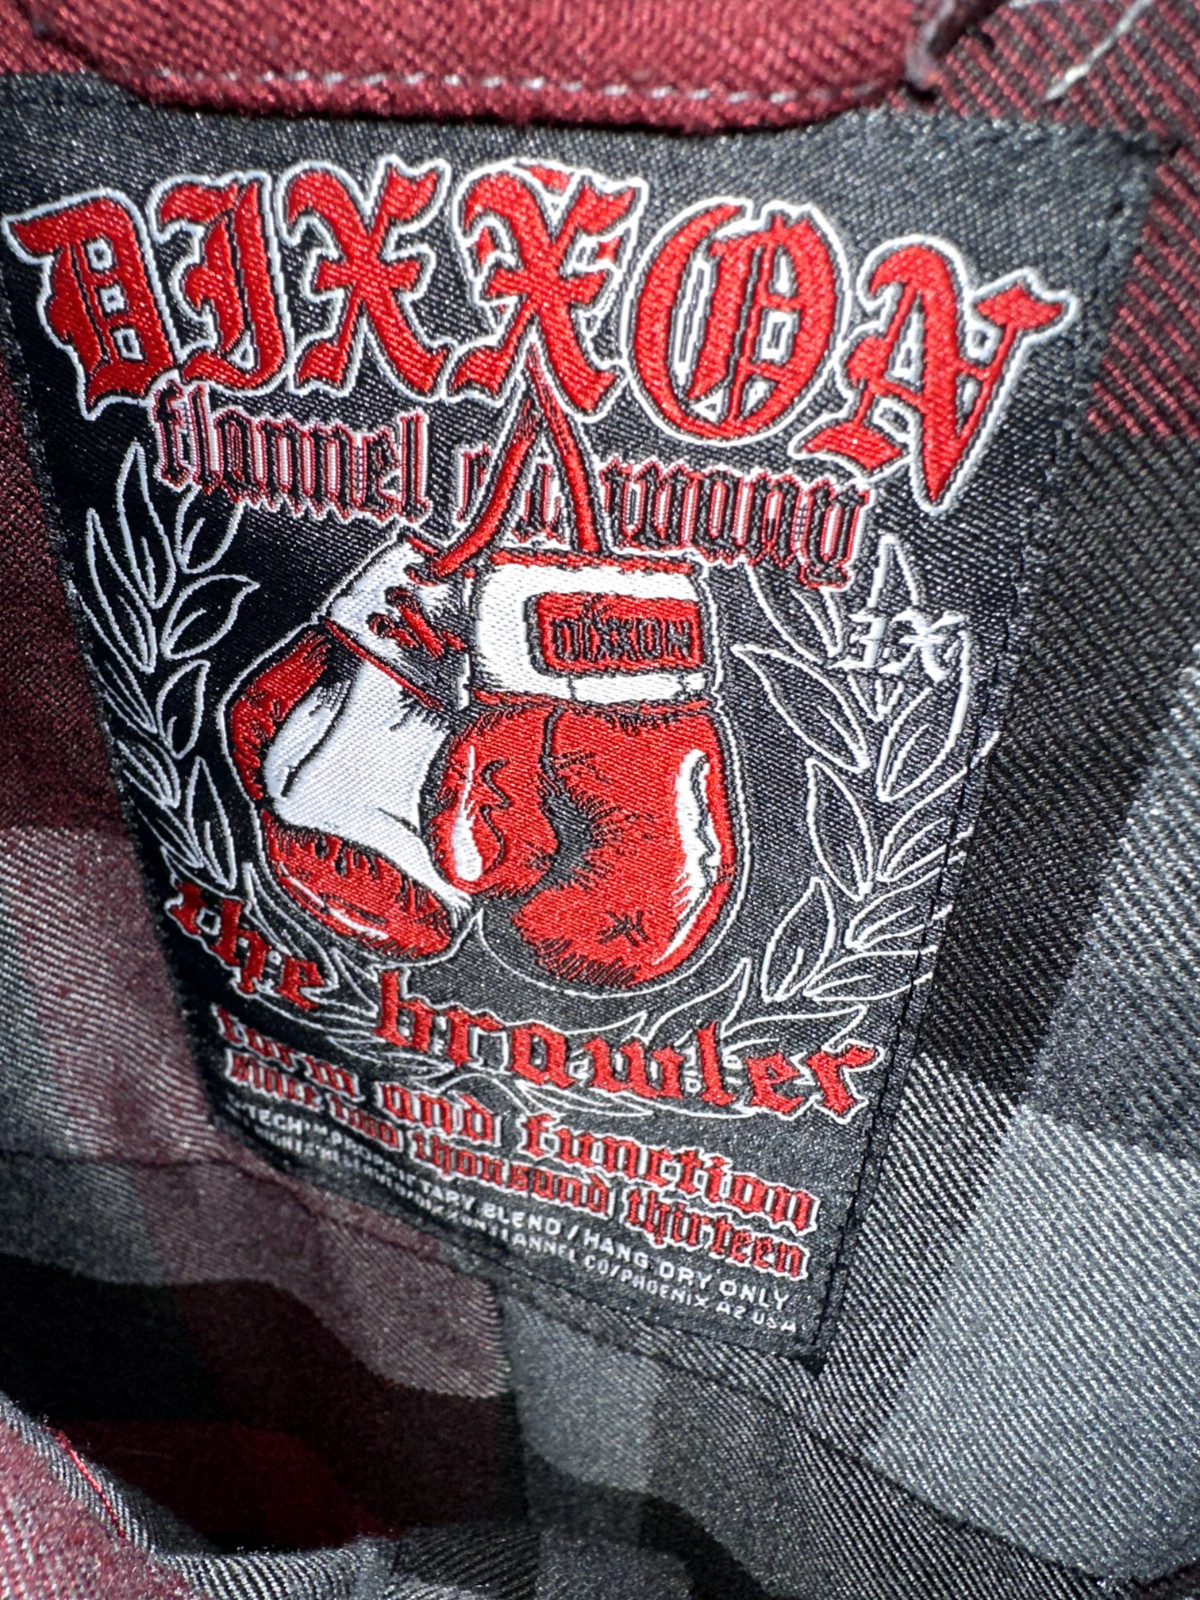 DIXXON
flannel company
DIXXON
the brawler
form and function
since two thousand thirteen
PROPRIETARY BLEND / HANG DRY ONLY
FLANNEL CO/PHOENIX AZ USA